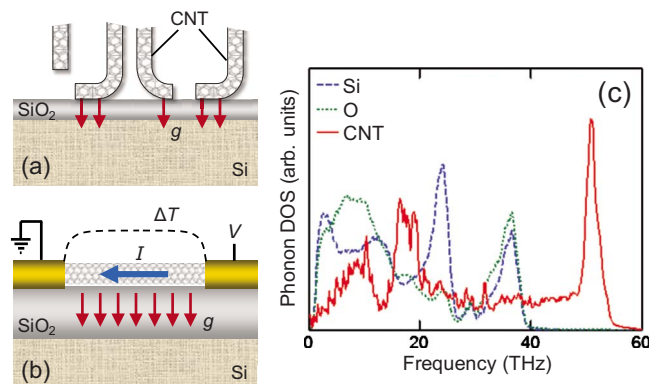 CNT
SiO₂
g
(a)
Si
ΔT
V
I
SiO₂
g
(b)
Si
(c)
Si
O
CNT
Phonon DOS (arb. units)
0 20 40 60
Frequency (THz)